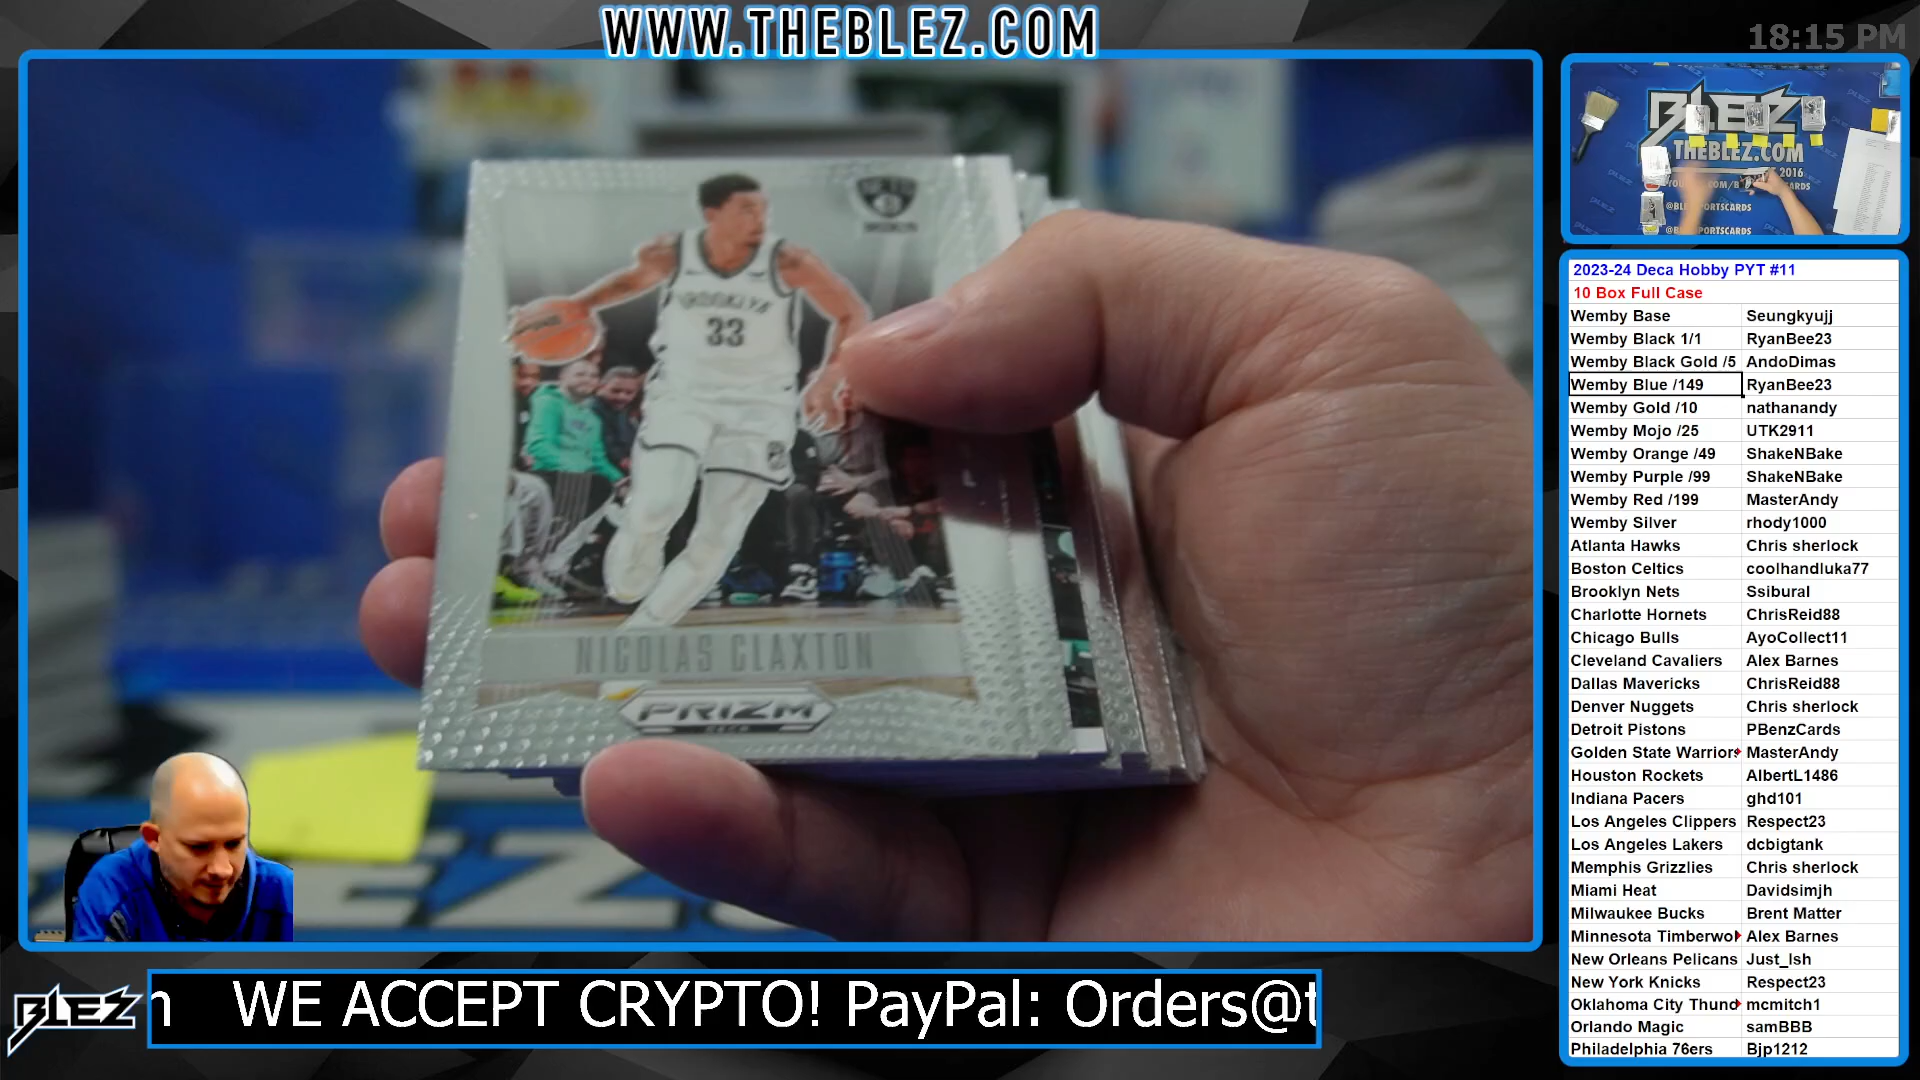 WWW.THEBLEZ.COM
18:15 PM
BROOKLYN
33
NICOLAS CLAXTON
PRIZM
DECA
BLEZ
THEBLEZ.COM
2016
2023-24 Deca Hobby PYT #11
10 Box Full Case
Wemby Base Seungkyujj
Wemby Black 1/1 RyanBee23
Wemby Black Gold /5 AndoDimas
Wemby Blue /149 RyanBee23
Wemby Gold /10 nathanandy
Wemby Mojo /25 UTK2911
Wemby Orange /49 ShakeNBake
Wemby Purple /99 ShakeNBake
Wemby Red /199 MasterAndy
Wemby Silver rhody1000
Atlanta Hawks Chris sherlock
Boston Celtics coolhandluka77
Brooklyn Nets Ssibural
Charlotte Hornets ChrisReid88
Chicago Bulls AyoCollect11
Cleveland Cavaliers Alex Barnes
Dallas Mavericks ChrisReid88
Denver Nuggets Chris sherlock
Detroit Pistons PBenzCards
Golden State Warriors MasterAndy
Houston Rockets AlbertL1486
Indiana Pacers ghd101
Los Angeles Clippers Respect23
Los Angeles Lakers dcbigtank
Memphis Grizzlies Chris sherlock
Miami Heat Davidsimjh
Milwaukee Bucks Brent Matter
Minnesota Timberwol Alex Barnes
New Orleans Pelicans Just_Ish
New York Knicks Respect23
Oklahoma City Thund mcmitch1
Orlando Magic samBBB
Philadelphia 76ers Bjp1212
BLEZ
WE ACCEPT CRYPTO! PayPal: Orders@t